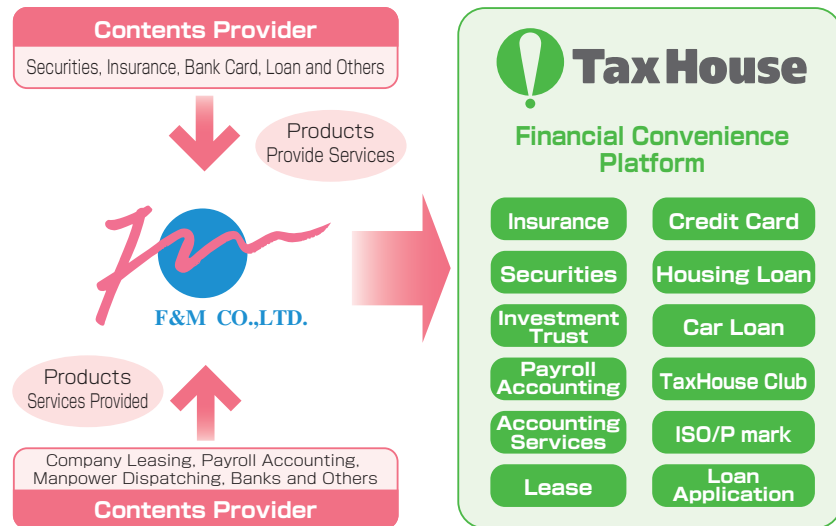 Contents Provider
Securities, Insurance, Bank Card, Loan and Others
Products
Provide Services
F&M CO.,LTD.
Products
Services Provided
Company Leasing, Payroll Accounting,
Manpower Dispatching, Banks and Others
Contents Provider
Tax House
Financial Convenience
Platform
Insurance
Credit Card
Securities
Housing Loan
Investment
Trust
Car Loan
Payroll
Accounting
TaxHouse Club
Accounting
Services
ISO/P mark
Lease
Loan
Application